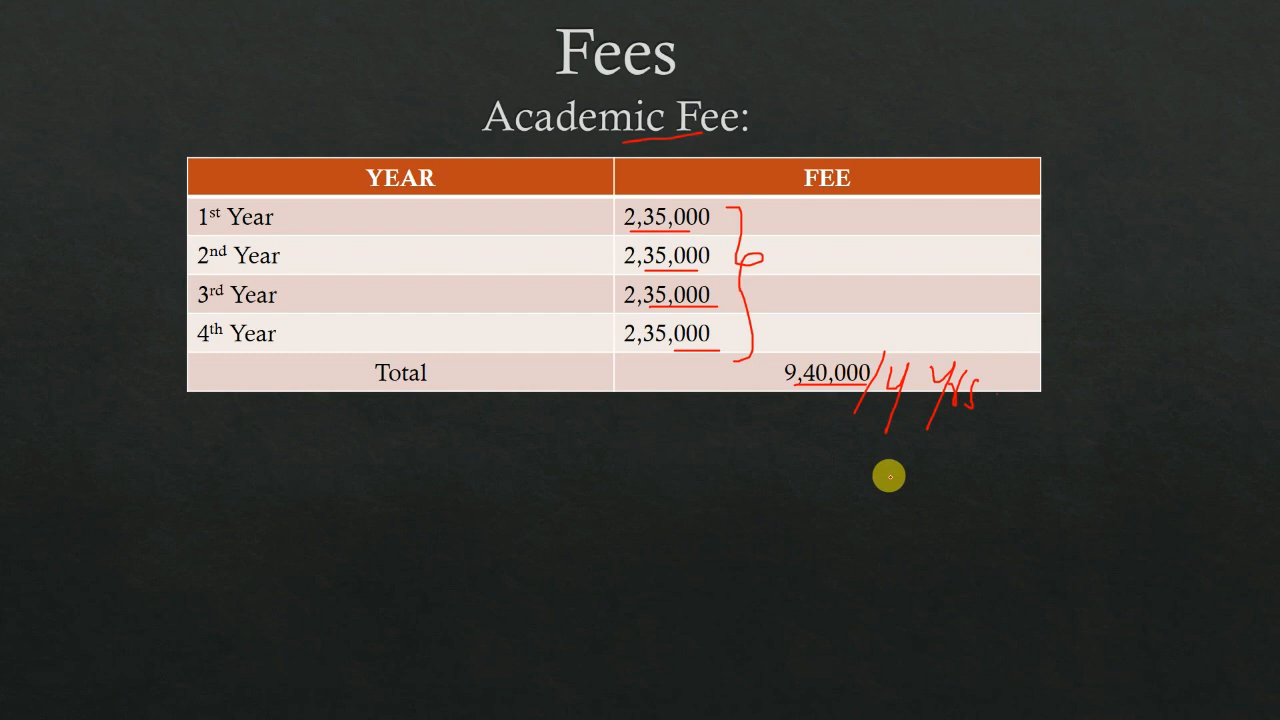 Fees
Academic Fee:
YEAR FEE
1st Year 2,35,000
2nd Year 2,35,000
3rd Year 2,35,000
4th Year 2,35,000
Total 9,40,000/4 yrs